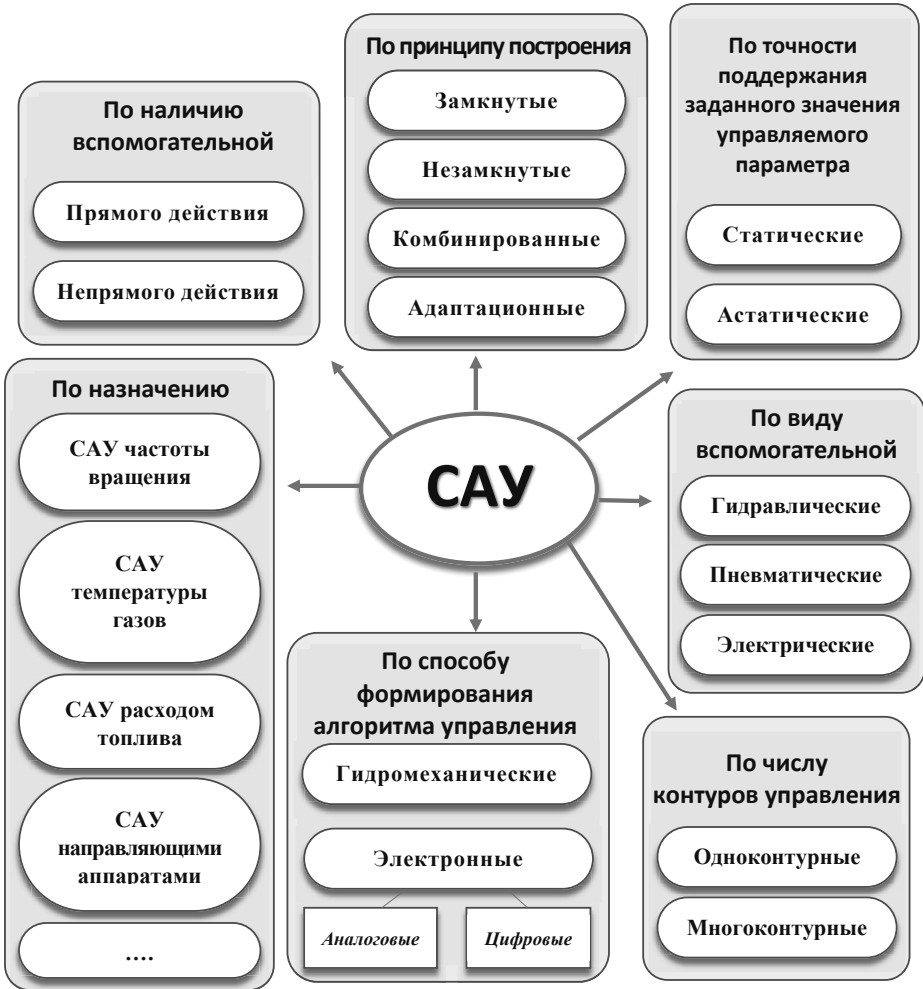 По наличию
вспомогательной
Прямого действия
Непрямого действия
По принципу построения
Замкнутые
Незамкнутые
Комбинированные
Адаптационные
По точности
поддержания
заданного значения
управляемого
параметра
Статические
Астатические
По назначению
САУ частоты
вращения
САУ
температуры
газов
САУ расходом
топлива
САУ
направляющими
аппаратами
....
САУ
По виду
вспомогательной
Гидравлические
Пневматические
Электрические
По способу
формирования
алгоритма управления
Гидромеханические
Электронные
Аналоговые
Цифровые
По числу
контуров управления
Одноконтурные
Многоконтурные